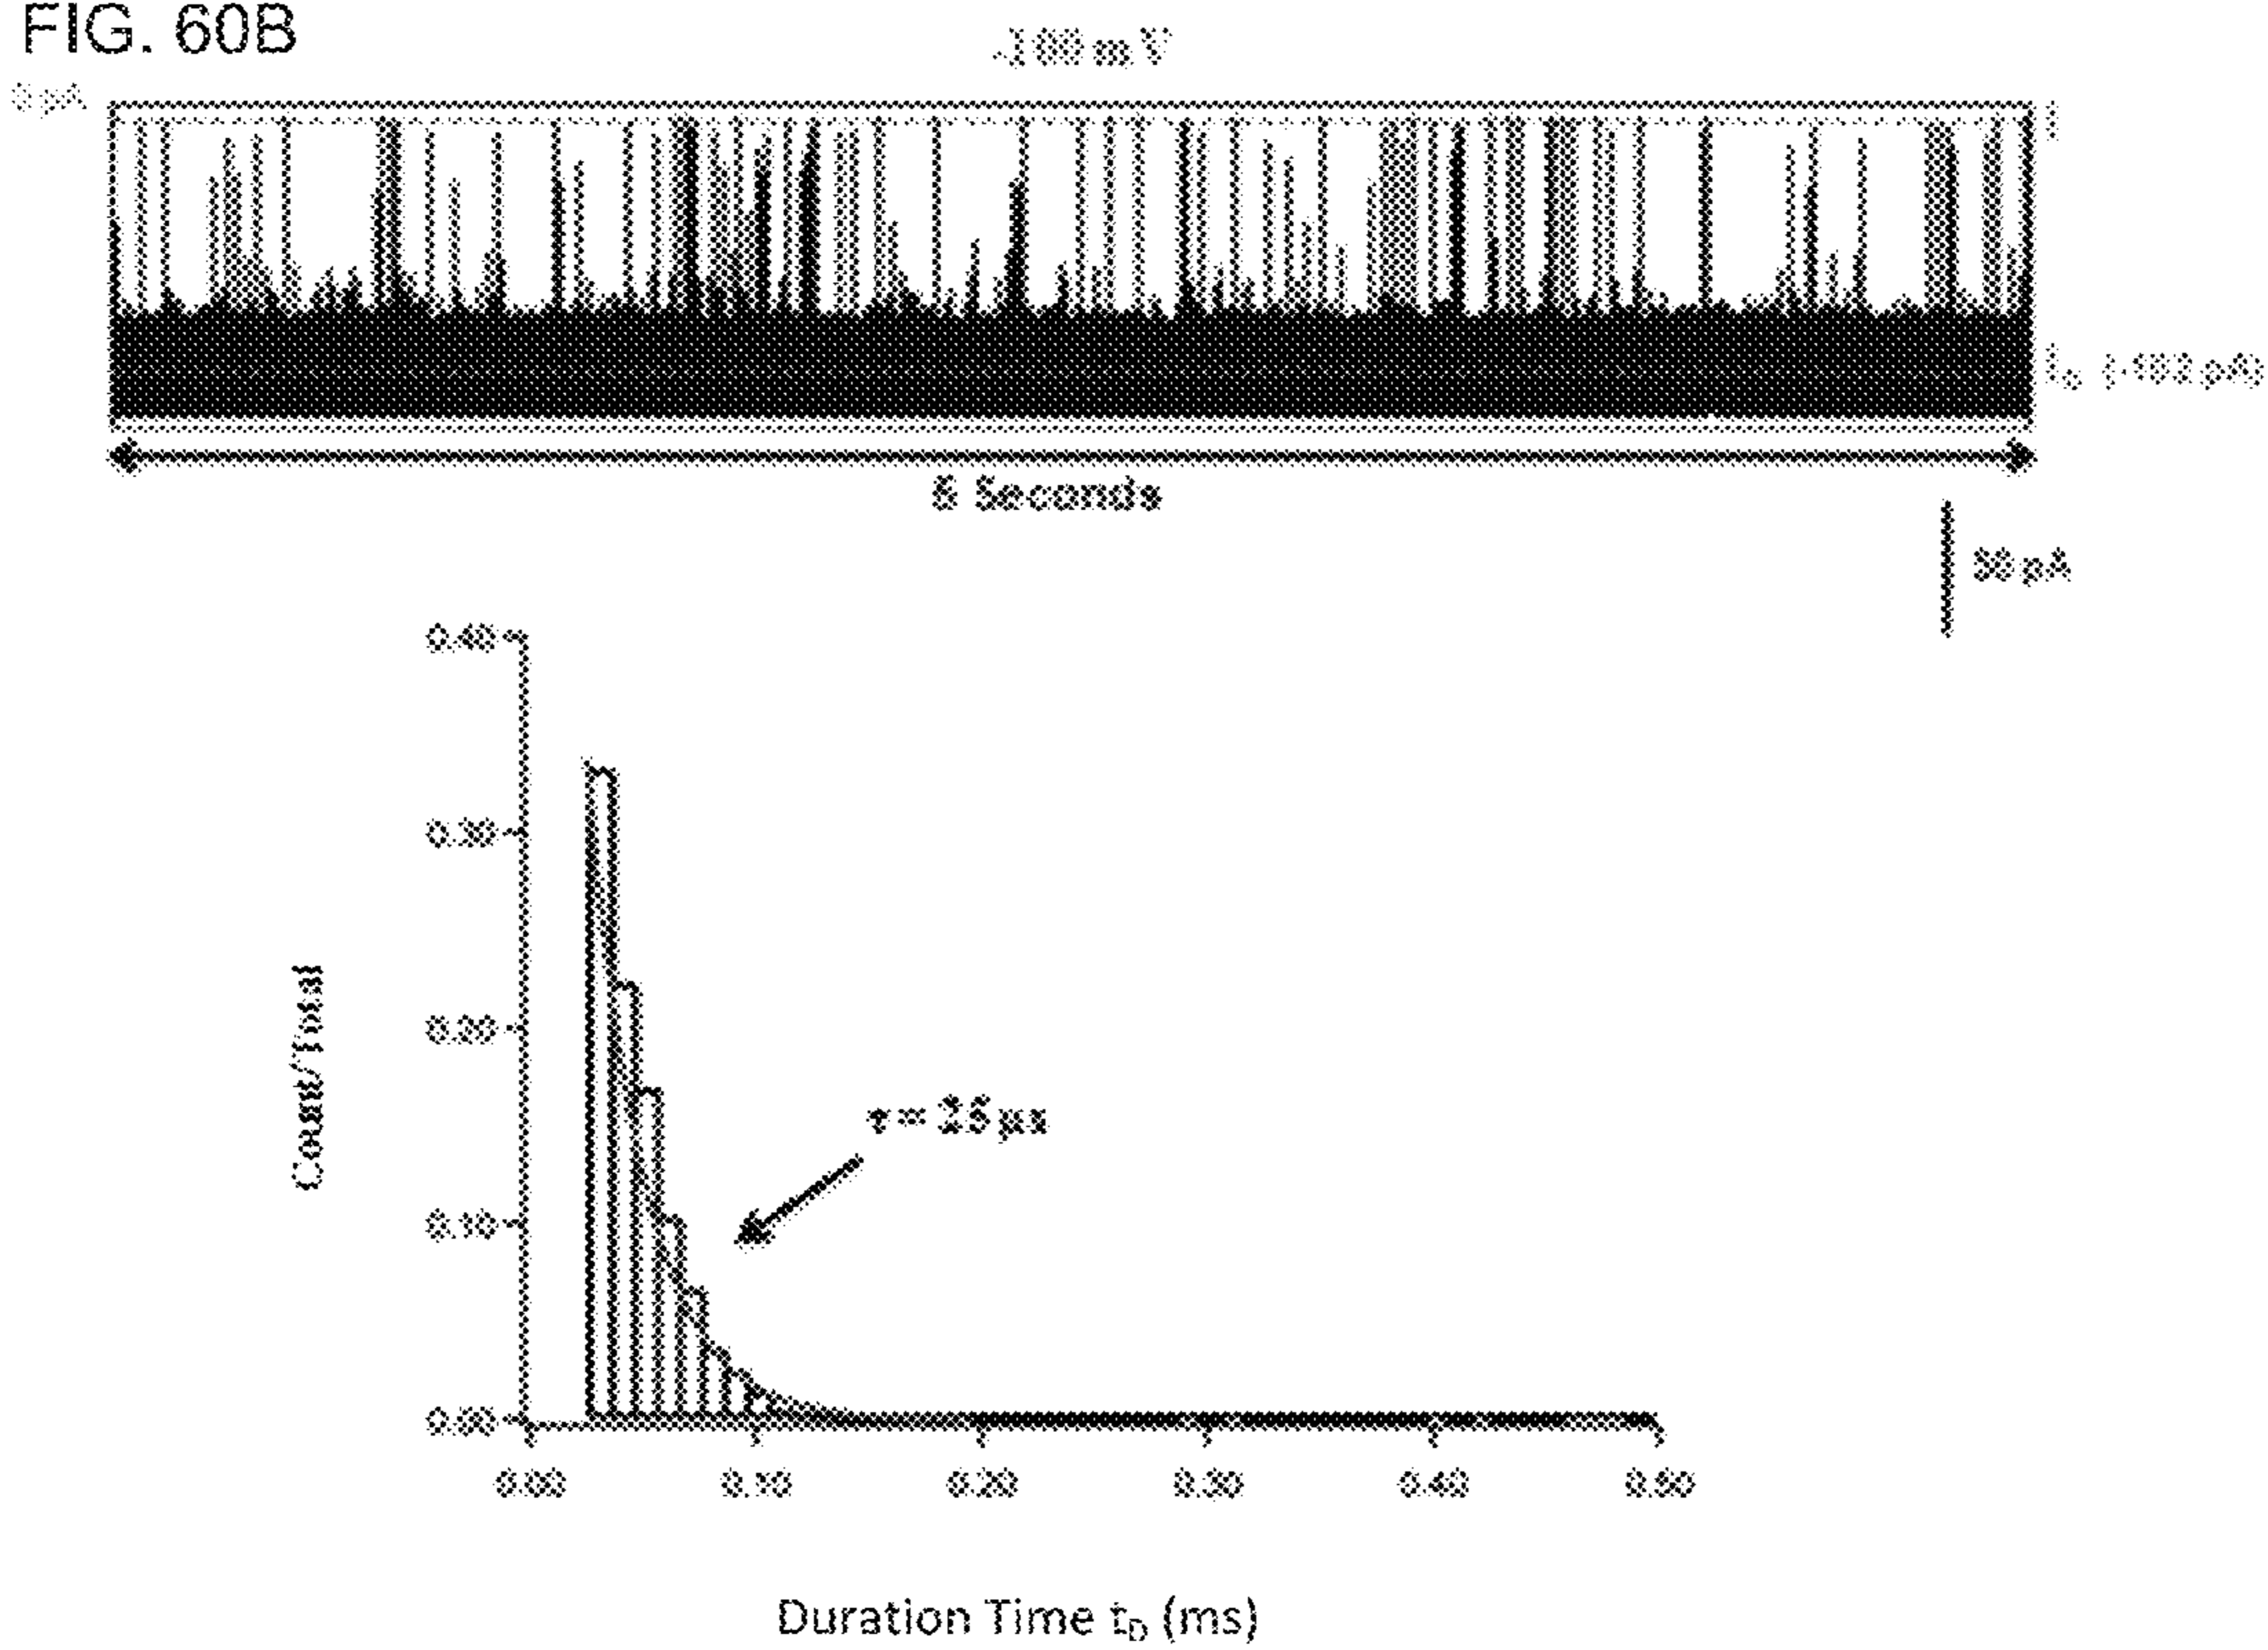 FIG. 60B
-100 mV
0 pA
Seconds
pA
0.40
0.30
0.20
0.10
0.00
Count/Total
τ = 25 µs
0.00 0.10 0.20 0.30 0.40 0.50
Duration Time tD (ms)